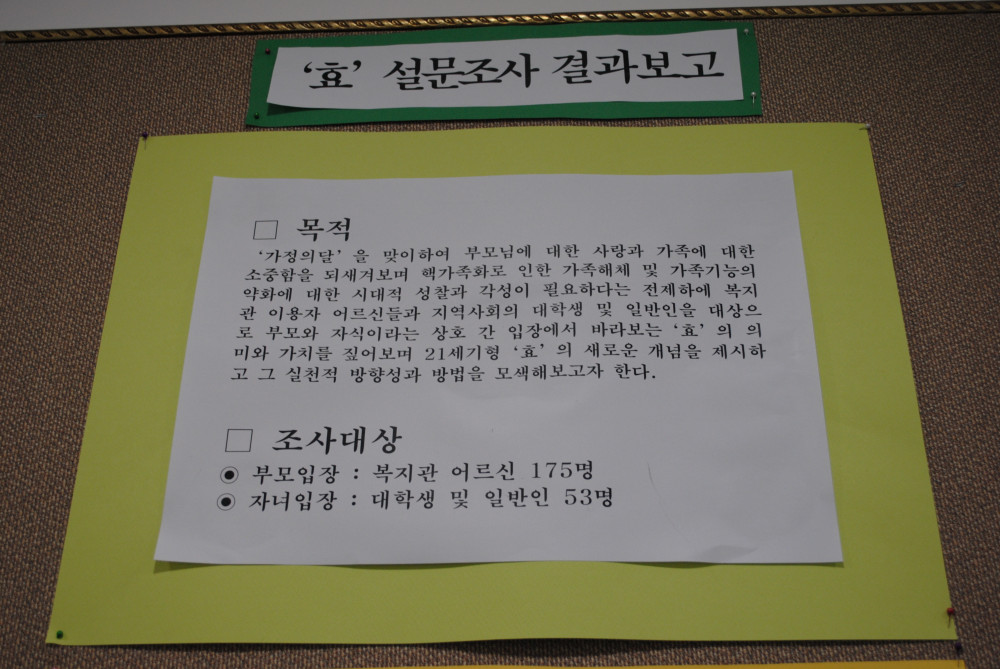 ‘효’ 설문조사 결과보고
□ 목적
‘가정의달’ 을 맞이하여 부모님에 대한 사랑과 가족에 대한
소중함을 되새겨보며 핵가족화로 인한 가족해체 및 가족기능의
약화에 대한 시대적 성찰과 각성이 필요하다는 전제하에 복지
관 이용자 어르신들과 지역사회의 대학생 및 일반인을 대상으
로 부모와 자식이라는 상호 간 입장에서 바라보는 ‘효’ 의 의
미와 가치를 짚어보며 21세기형 ‘효’ 의 새로운 개념을 제시하
고 그 실천적 방향성과 방법을 모색해보고자 한다.
□ 조사대상
◉ 부모입장 : 복지관 어르신 175명
◉ 자녀입장 : 대학생 및 일반인 53명